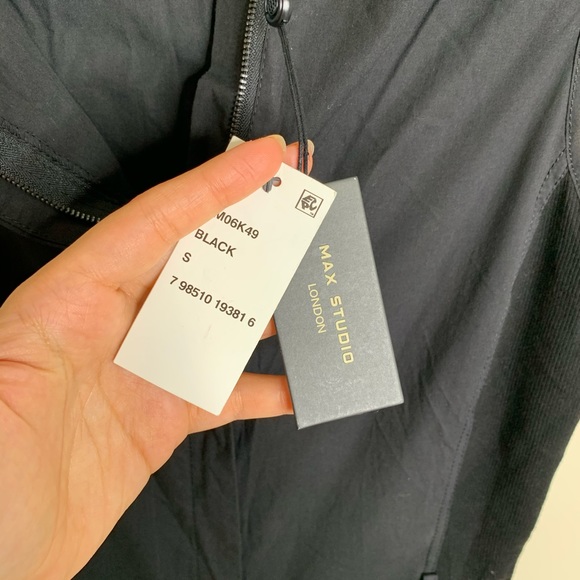 M06K49
BLACK
S
7 98510 19381 6
MAX STUDIO
LONDON